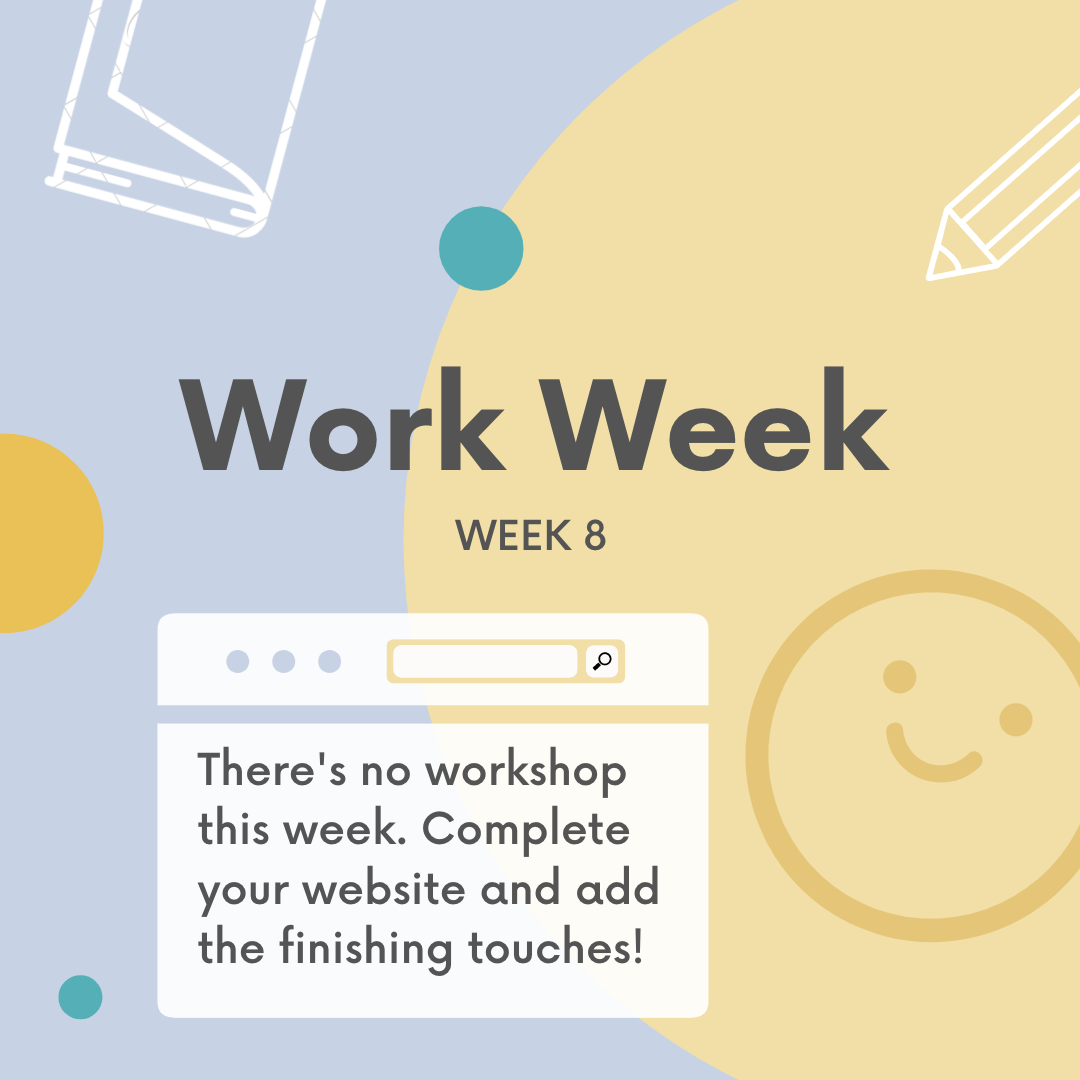 Work Week
WEEK 8
There's no workshop
this week. Complete
your website and add
the finishing touches!